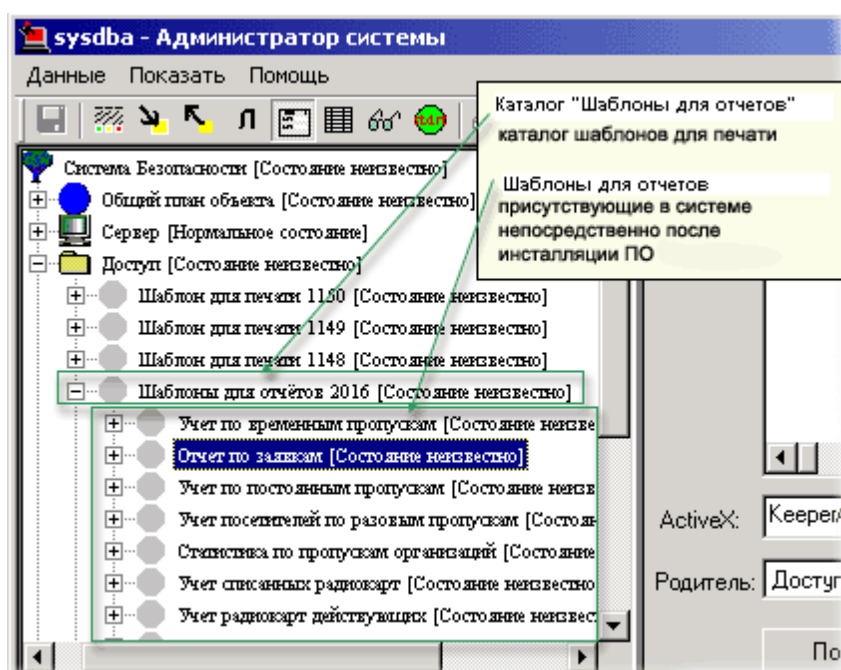 sysdba - Администратор системы
Данные Показать Помощь
Л
Каталог "Шаблоны для отчетов"
каталог шаблонов для печати
Шаблоны для отчетов
присутствующие в системе
непосредственно после
инсталляции ПО
Система Безопасности [Состояние неизвестно]
Общий план объекта [Состояние неизвестно]
Сервер [Нормальное состояние]
Доступ [Состояние неизвестно]
Шаблон для печати 1150 [Состояние неизвестно]
Шаблон для печати 1149 [Состояние неизвестно]
Шаблон для печати 1148 [Состояние неизвестно]
Шаблоны для отчётов 2016 [Состояние неизвестно]
Учет по временным пропускам [Состояние неизве
Отчет по заявкам [Состояние неизвестно]
Учет по постоянным пропускам [Состояние неизв
Учет посетителей по разовым пропускам [Состоян
Статистика по пропускам организаций [Состояние
Учет списанных радиокарт [Состояние неизвестно
Учет радиокарт действующих [Состояние неизвес
ActiveX: Keeper
Родитель: Доступ
По